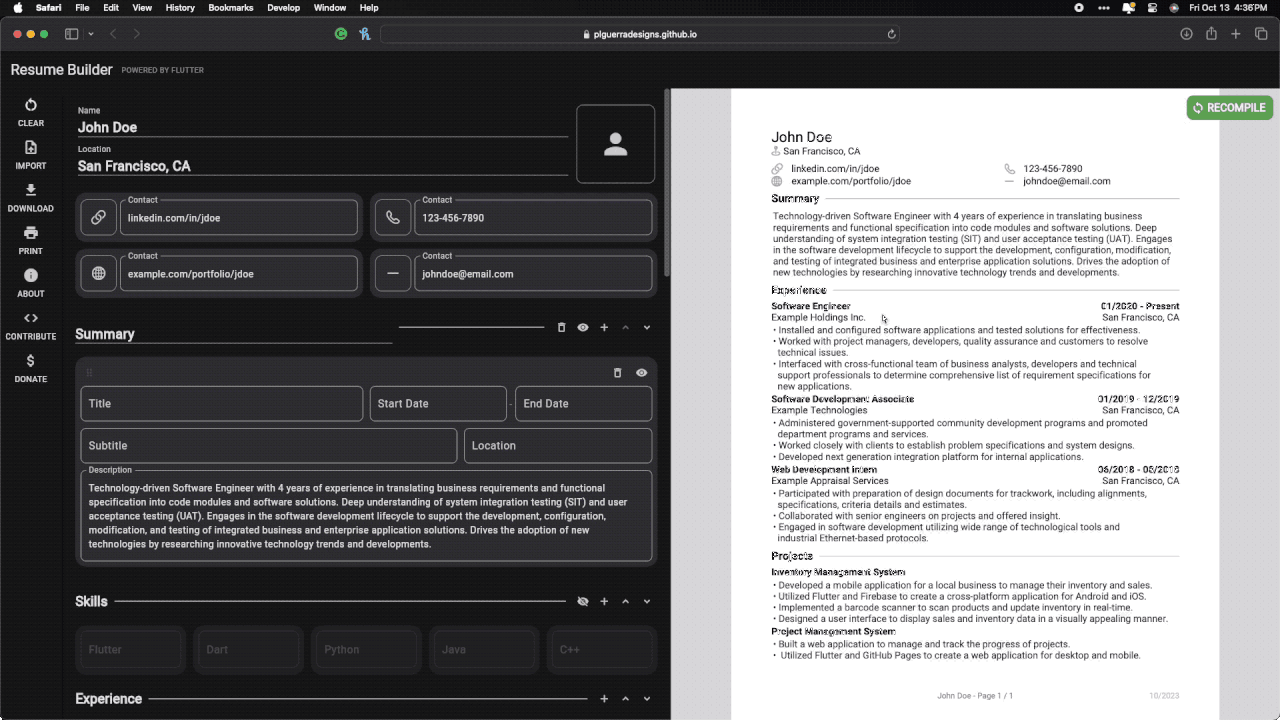 Safari File Edit View History Bookmarks Develop Window Help Fri Oct 13 4:36PM
plguerradesigns.github.io
Resume Builder POWERED BY FLUTTER
CLEAR
IMPORT
DOWNLOAD
PRINT
ABOUT
CONTRIBUTE
DONATE
Name
John Doe
Location
San Francisco, CA
Contact
linkedin.com/in/jdoe
Contact
123-456-7890
Contact
example.com/portfolio/jdoe
Contact
johndoe@email.com
Summary
Title
Start Date - End Date
Subtitle
Location
Description
Technology-driven Software Engineer with 4 years of experience in translating business requirements and functional
specification into code modules and software solutions. Deep understanding of system integration testing (SIT) and user
acceptance testing (UAT). Engages in the software development lifecycle to support the development, configuration,
modification, and testing of integrated business and enterprise application solutions. Drives the adoption of new
technologies by researching innovative technology trends and developments.
Skills
Flutter
Dart
Python
Java
C++
Experience
RECOMPILE
John Doe
San Francisco, CA
linkedin.com/in/jdoe 123-456-7890
example.com/portfolio/jdoe johndoe@email.com
Summary
Technology-driven Software Engineer with 4 years of experience in translating business
requirements and functional specification into code modules and software solutions. Deep
understanding of system integration testing (SIT) and user acceptance testing (UAT). Engages
in the software development lifecycle to support the development, configuration, modification,
and testing of integrated business and enterprise application solutions. Drives the adoption of
new technologies by researching innovative technology trends and developments.
Experience
Software Engineer 01/2020 - Present
Example Holdings Inc. San Francisco, CA
• Installed and configured software applications and tested solutions for effectiveness.
• Worked with project managers, developers, quality assurance and customers to resolve
technical issues.
• Interfaced with cross-functional team of business analysts, developers and technical
support professionals to determine comprehensive list of requirement specifications for
new applications.
Software Development Associate 01/2019 - 12/2019
Example Technologies San Francisco, CA
• Administered government-supported community development programs and promoted
department programs and services.
• Worked closely with clients to establish problem specifications and system designs.
• Developed next generation integration platform for internal applications.
Web Development Intern 06/2018 - 08/2018
Example Appraisal Services San Francisco, CA
• Participated with preparation of design documents for trackwork, including alignments,
specifications, criteria details and estimates.
• Collaborated with senior engineers on projects and offered insight.
• Engaged in software development utilizing wide range of technological tools and
industrial Ethernet-based protocols.
Projects
Inventory Management System
• Developed a mobile application for a local business to manage their inventory and sales.
• Utilized Flutter and Firebase to create a cross-platform application for Android and iOS.
• Implemented a barcode scanner to scan products and update inventory in real-time.
• Designed a user interface to display sales and inventory data in a visually appealing manner.
Project Management System
• Built a web application to manage and track the progress of projects.
• Utilized Flutter and GitHub Pages to create a web application for desktop and mobile.
John Doe - Page 1 / 1 10/2023